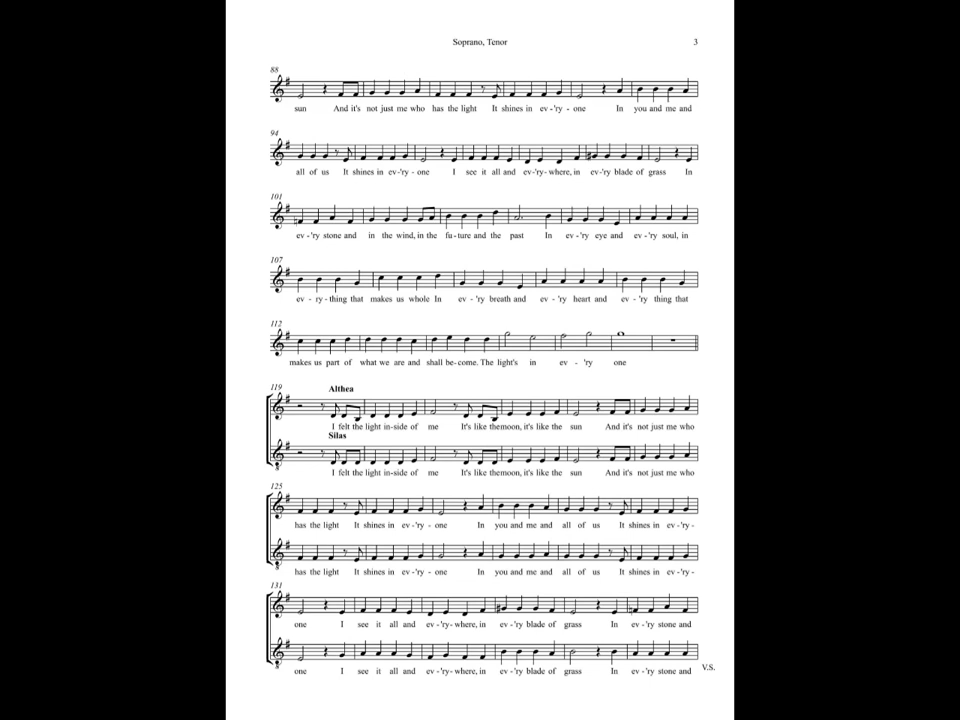 Soprano, Tenor 3
88
sun And it's not just me who has the light It shines in ev-'ry - one In you and me and
94
all of us It shines in ev-'ry - one I see it all and ev-'ry-where, in ev-'ry blade of grass In
101
ev-'ry stone and in the wind, in the fu-ture and the past In ev-'ry eye and ev-'ry soul, in
107
ev - ry-thing that makes us whole In ev-'ry breath and ev-'ry heart and ev-'ry thing that
112
makes us part of what we are and shall be-come. The light's in ev - 'ry one
119
Althea
I felt the light in-side of me It's like the moon, it's like the sun And it's not just me who
Silas
8
I felt the light in-side of me It's like the moon, it's like the sun And it's not just me who
125
has the light It shines in ev-'ry - one In you and me and all of us It shines in ev-'ry-
8
has the light It shines in ev-'ry - one In you and me and all of us It shines in ev-'ry-
131
one I see it all and ev-'ry-where, in ev-'ry blade of grass In ev-'ry stone and
8
one I see it all and ev-'ry-where, in ev-'ry blade of grass In ev-'ry stone and
V.S.